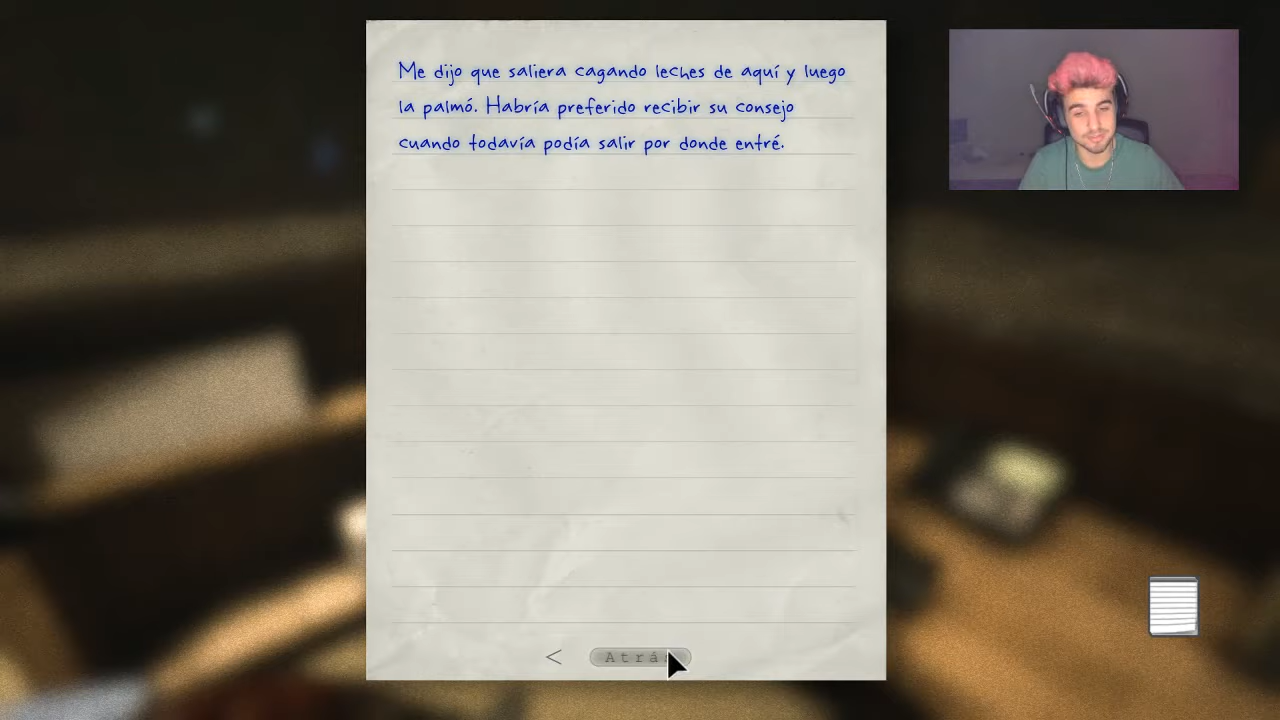 Me dijo que saliera cagando leches de aquí y luego
la palmó. Habría preferido recibir su consejo
cuando todavía podía salir por donde entré.
< Atrás